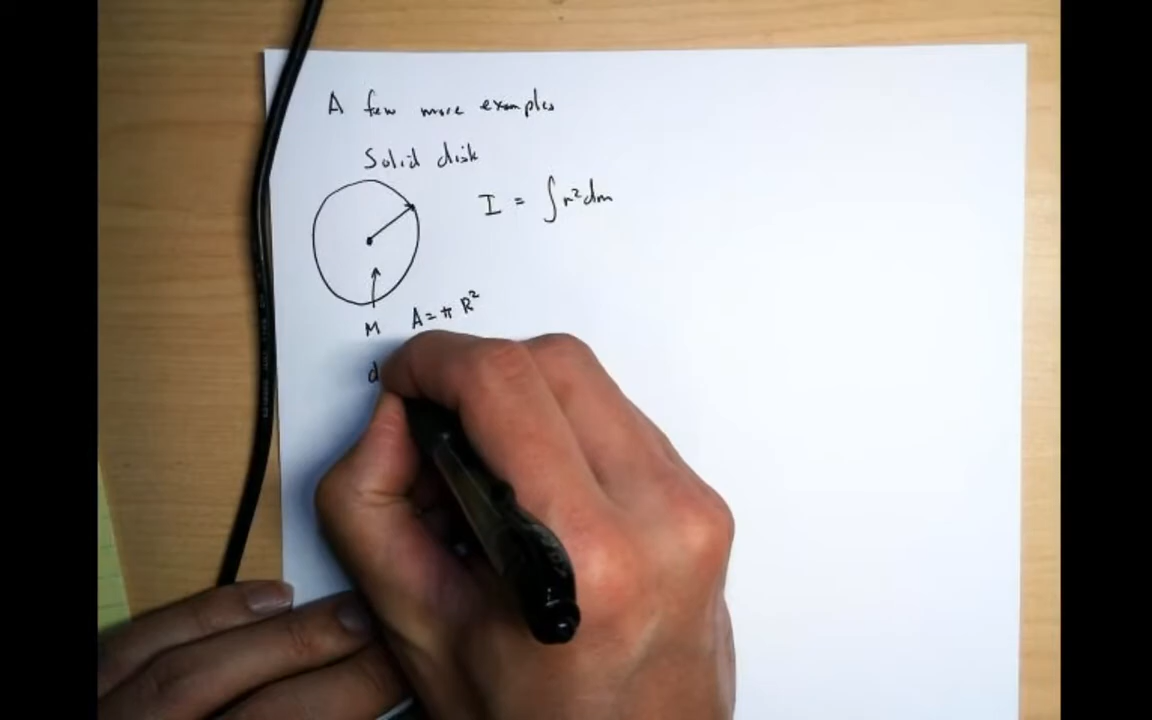 A few more examples
Solid disk
I = ∫r²dm
M A = π R²
d